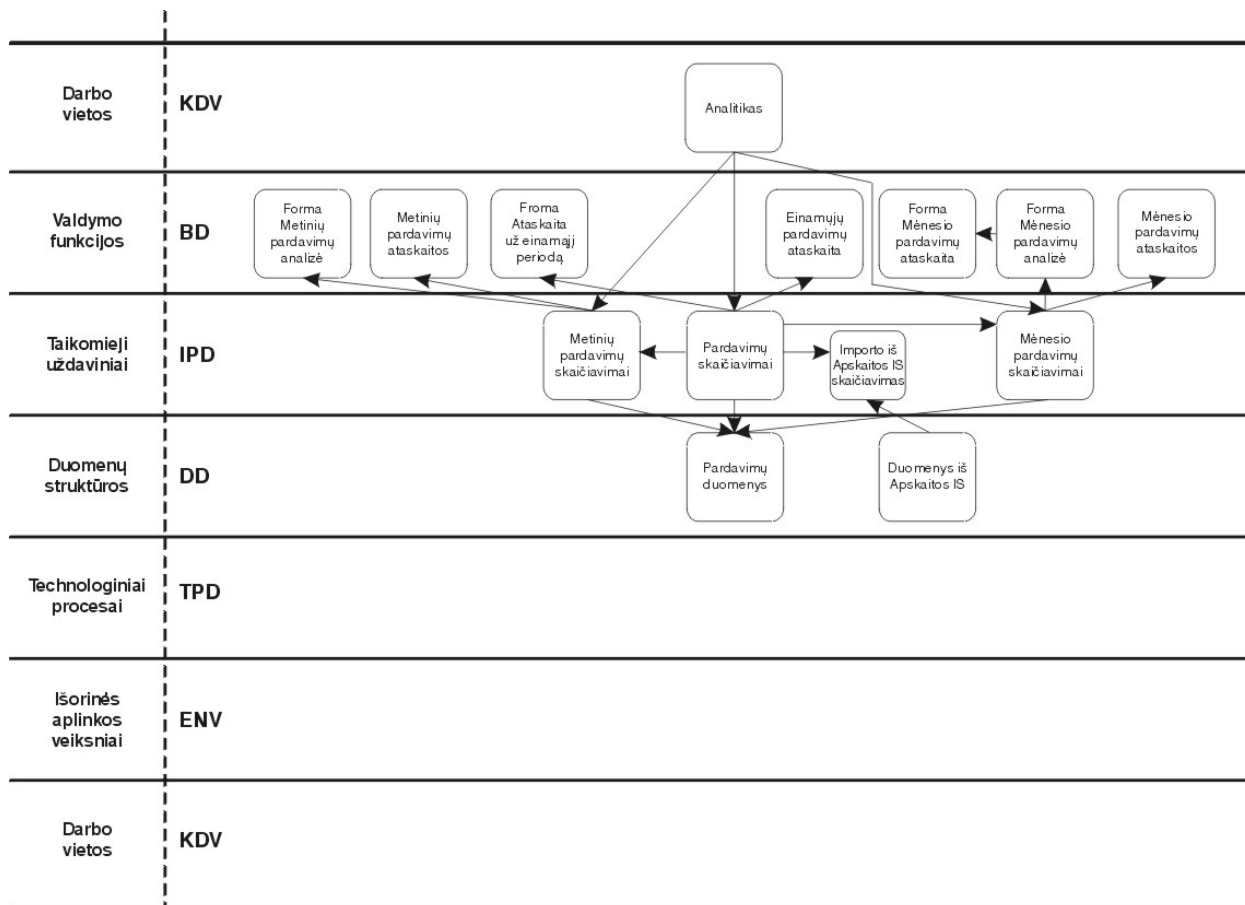 Darbo
vietos
KDV
Analitikas
Valdymo
funkcijos
BD
Forma
Metinių
pardavimų
analizė
Metinių
pardavimų
ataskaitos
Froma
Ataskaita
už einamąjį
periodą
Einamųjų
pardavimų
ataskaita
Forma
Mėnesio
pardavimų
ataskaita
Forma
Mėnesio
pardavimų
analizė
Mėnesio
pardavimų
ataskaitos
Taikomieji
uždaviniai
IPD
Metinių
pardavimų
skaičiavimai
Pardavimų
skaičiavimai
Importo iš
Apskaitos IS
skaičiavimas
Mėnesio
pardavimų
skaičiavimai
Duomenų
struktūros
DD
Pardavimų
duomenys
Duomenys iš
Apskaitos IS
Technologiniai
procesai
TPD
Išorinės
aplinkos
veiksniai
ENV
Darbo
vietos
KDV